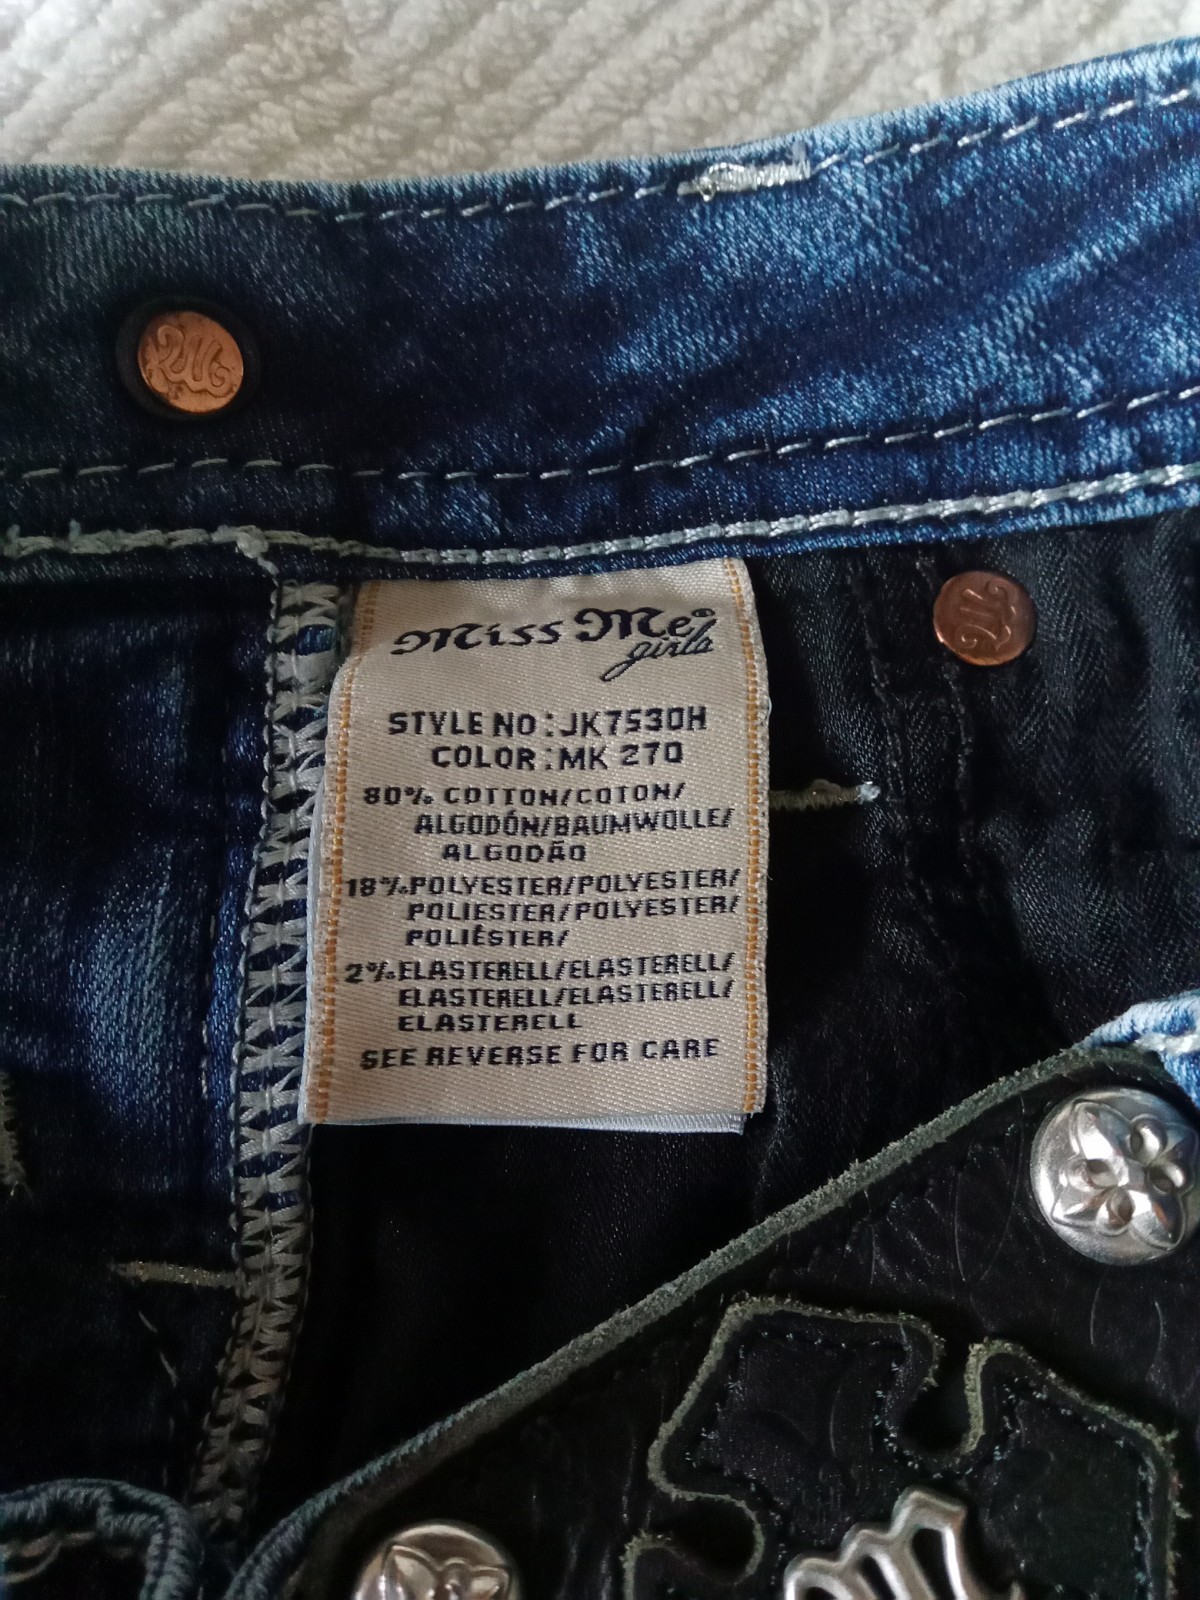 Miss Me®
girls
STYLE NO : JK7530H
COLOR : MK 270
80% COTTON/COTON/
ALGODÓN/BAUMWOLLE/
ALGODÃO
18% POLYESTER/POLYESTER/
POLIESTER/POLYESTER/
POLIÉSTER/
2% ELASTERELL/ELASTERELL/
ELASTERELL/ELASTERELL/
ELASTERELL
SEE REVERSE FOR CARE